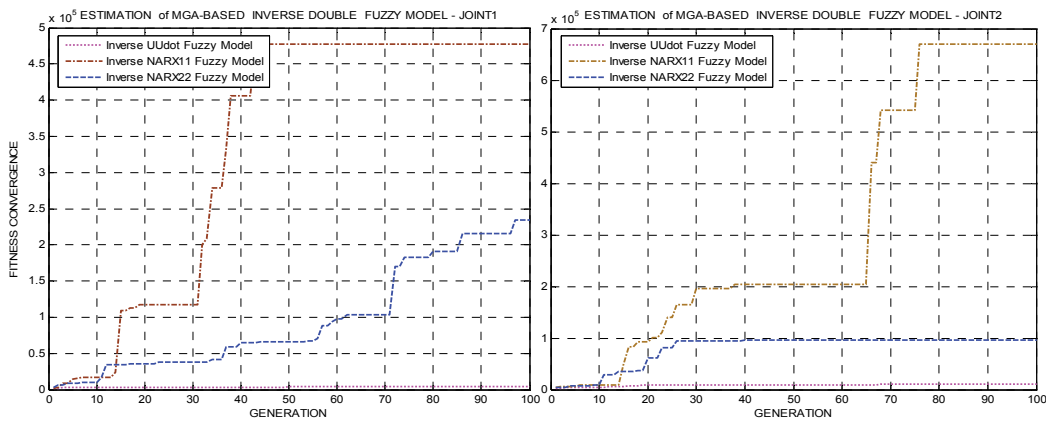 x 10⁵ ESTIMATION of MGA-BASED INVERSE DOUBLE FUZZY MODEL - JOINT1
5
4.5
4
3.5
3
2.5
2
1.5
1
0.5
0
FITNESS CONVERGENCE
Inverse UUdot Fuzzy Model
Inverse NARX11 Fuzzy Model
Inverse NARX22 Fuzzy Model
0 10 20 30 40 50 60 70 80 90 100
GENERATION
x 10⁵ ESTIMATION of MGA-BASED INVERSE DOUBLE FUZZY MODEL - JOINT2
7
6
5
4
3
2
1
0
Inverse UUdot Fuzzy Model
Inverse NARX11 Fuzzy Model
Inverse NARX22 Fuzzy Model
0 10 20 30 40 50 60 70 80 90 100
GENERATION